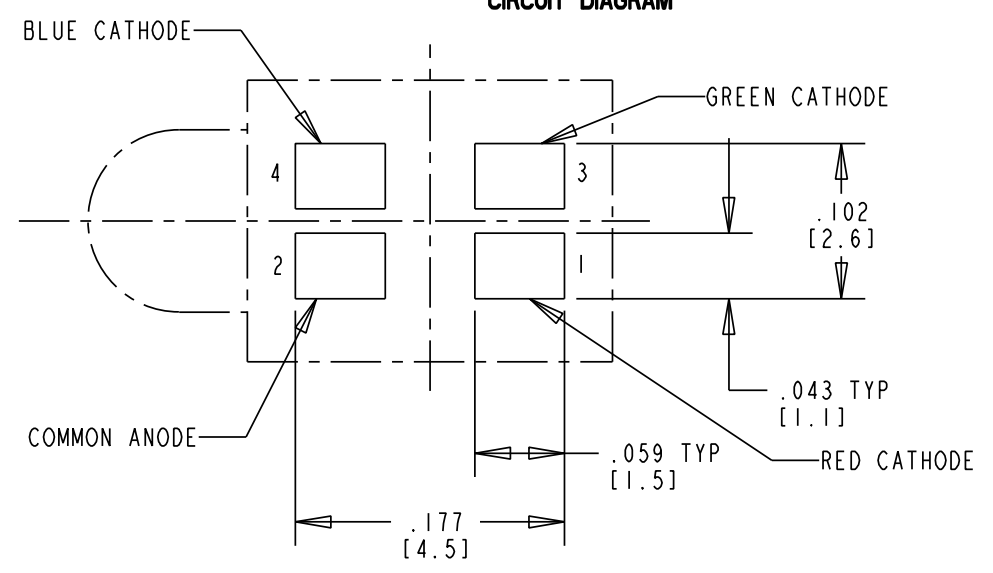 CIRCUIT DIAGRAM
BLUE CATHODE
GREEN CATHODE
4
3
.102
[2.6]
2
1
.043 TYP
[1.1]
COMMON ANODE
.059 TYP
[1.5]
RED CATHODE
.177
[4.5]